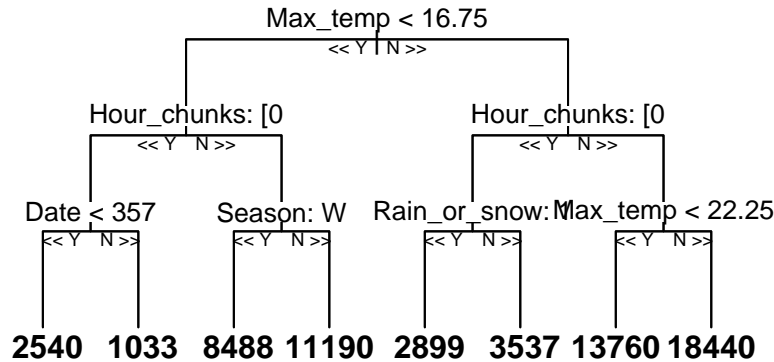 Max_temp < 16.75
<< Y N >>
Hour_chunks: [0 Hour_chunks: [0
<< Y N >> << Y N >>
Date < 357 Season: W Rain_or_snow: Max_temp < 22.25
<< Y N >> << Y N >> << Y N >> << Y N >>
2540 1033 8488 11190 2899 3537 13760 18440